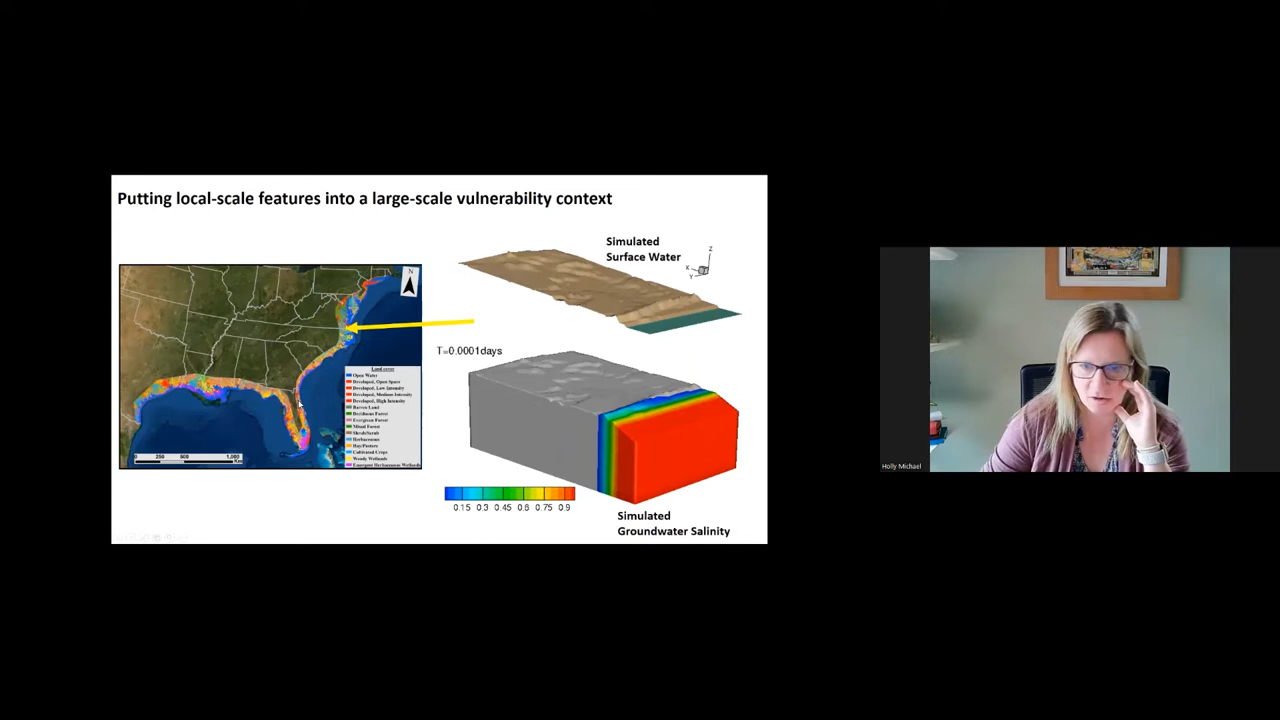 Putting local-scale features into a large-scale vulnerability context
Simulated
Surface Water
Z
X
Y
N
T=0.0001days
Land cover
Open Water
Developed, Open Space
Developed, Low Intensity
Developed, Medium Intensity
Developed, High Intensity
Barren Land
Deciduous Forest
Evergreen Forest
Mixed Forest
Shrub/Scrub
Herbaceous
Hay/Pasture
Cultivated Crops
Woody Wetlands
Emergent Herbaceous Wetlands
0 250 500 1,000
0.15 0.3 0.45 0.6 0.75 0.9
Simulated
Groundwater Salinity
Holly Michael